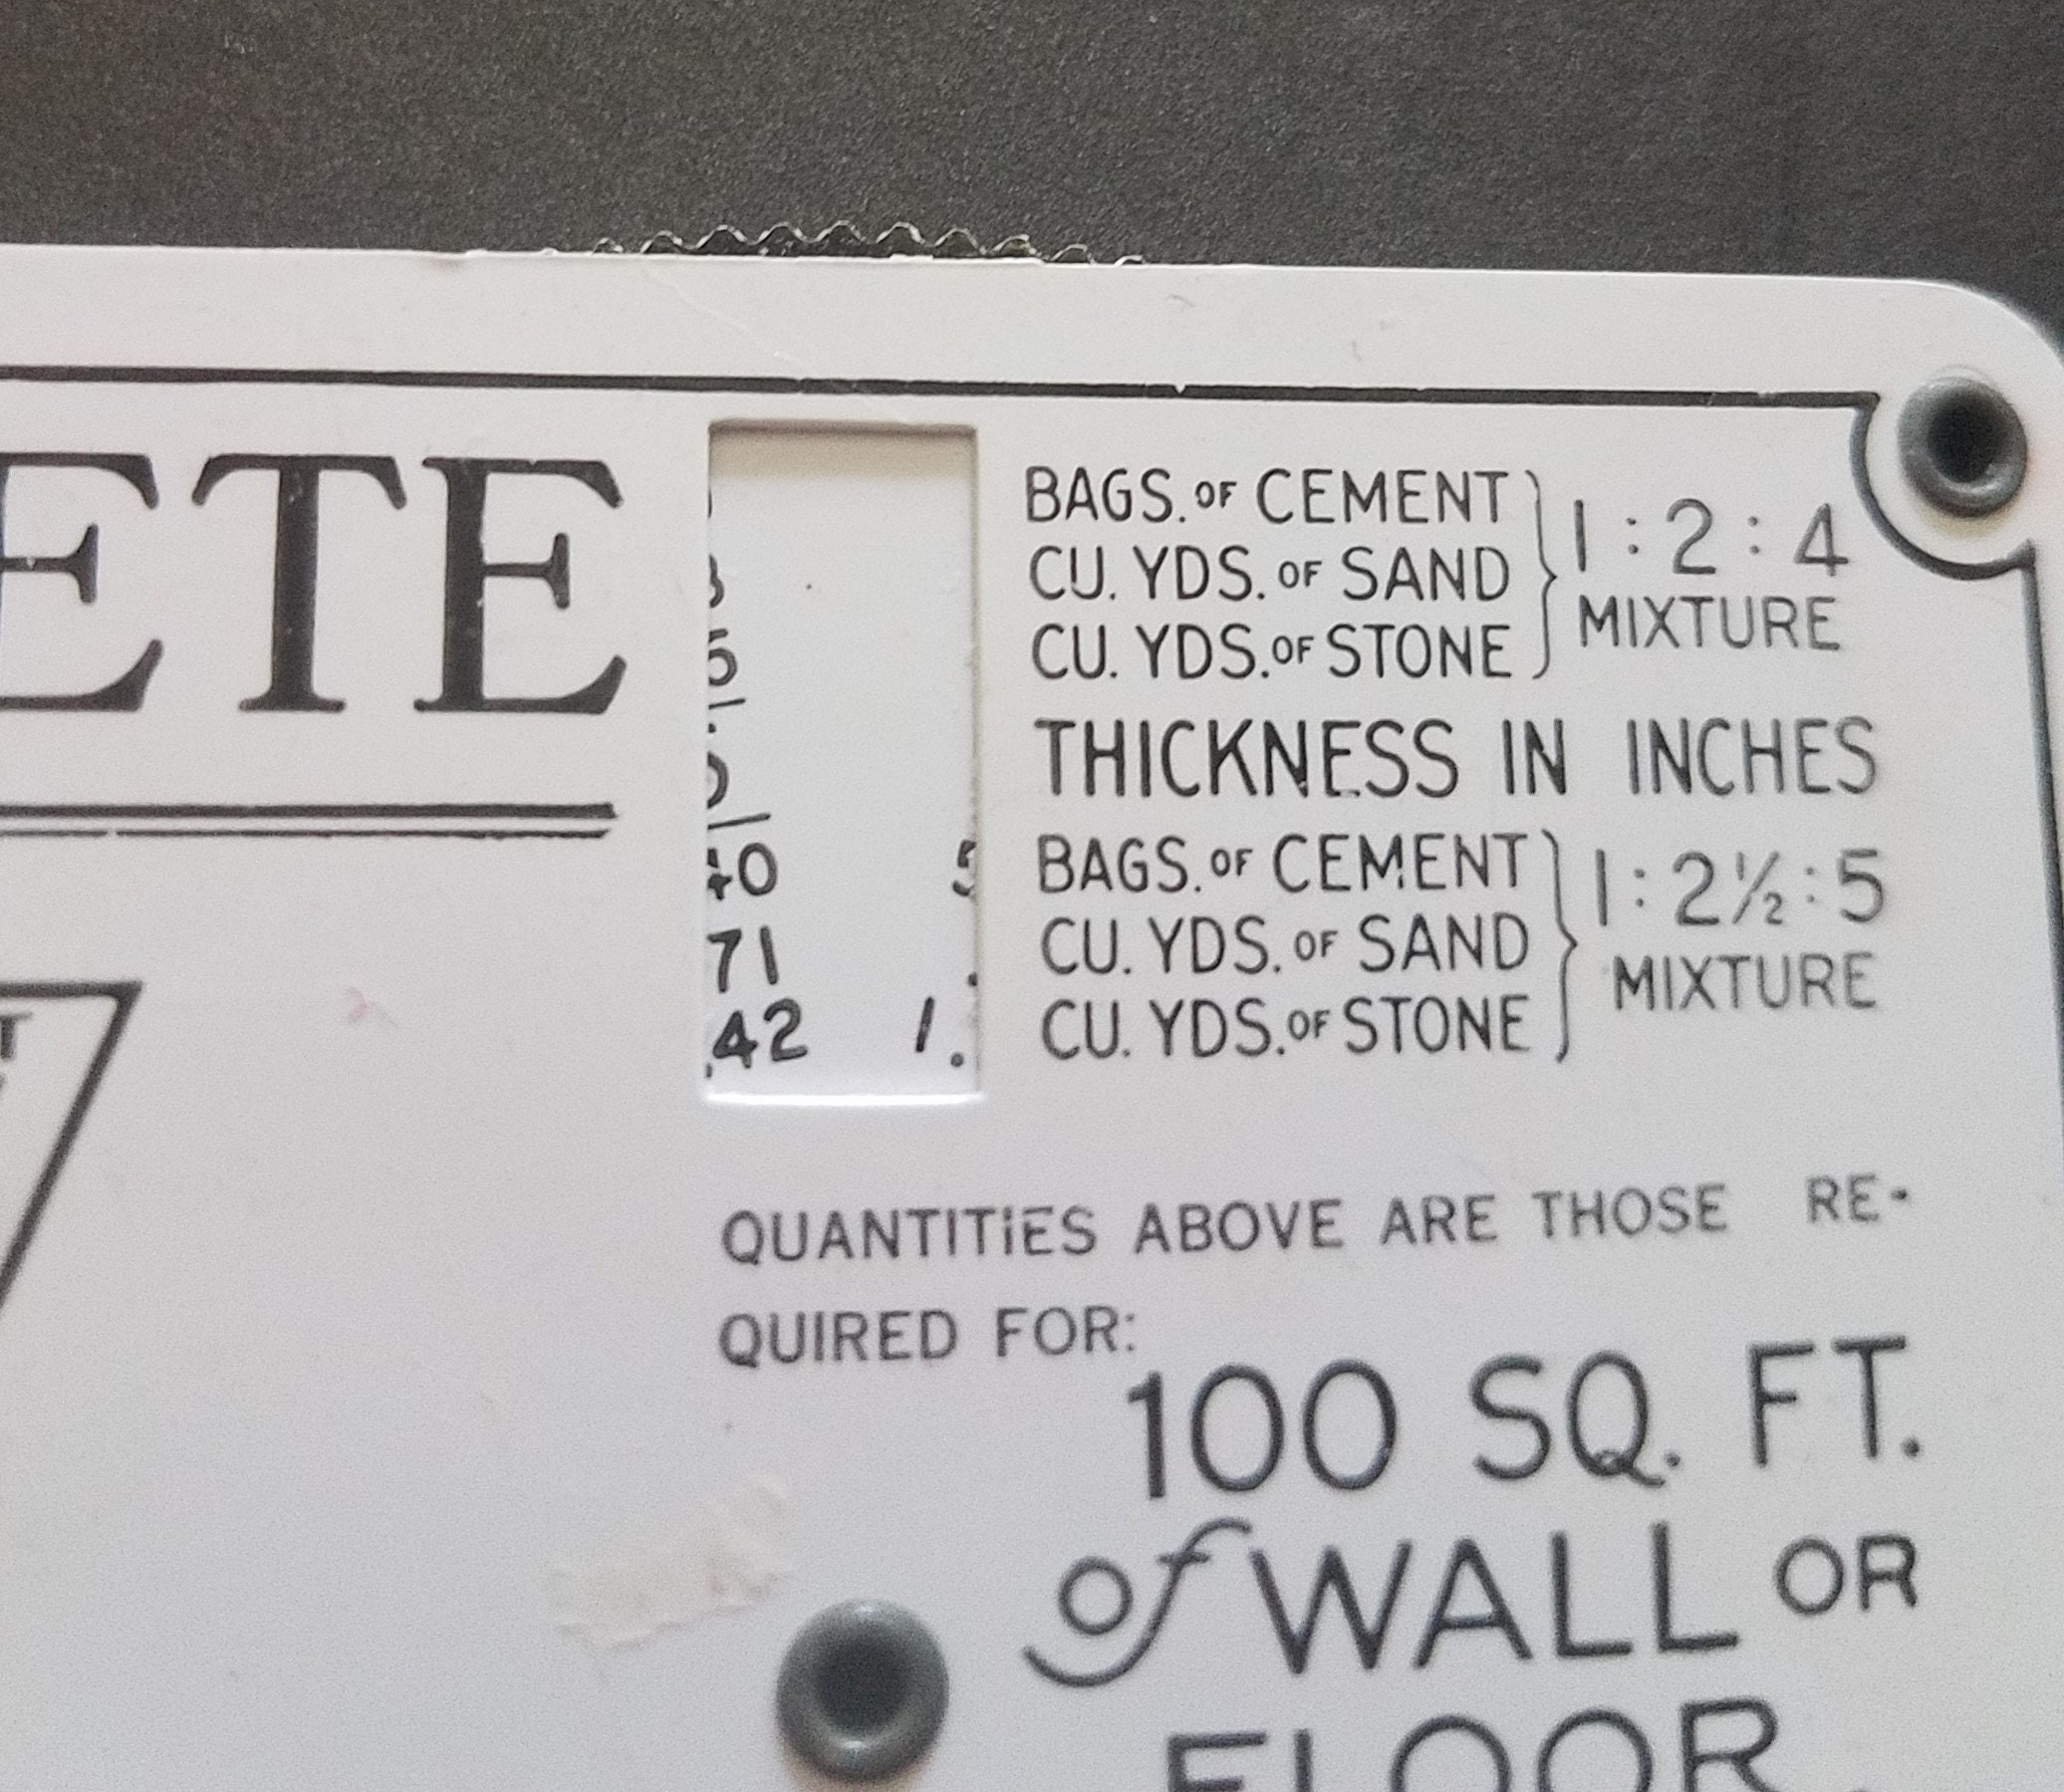 ETE
BAGS. OF CEMENT
CU. YDS. OF SAND
CU. YDS. OF STONE
1 : 2 : 4
MIXTURE
THICKNESS IN INCHES
BAGS. OF CEMENT
CU. YDS. OF SAND
CU. YDS. OF STONE
1 : 2½ : 5
MIXTURE
40
71
.42 1.
QUANTITIES ABOVE ARE THOSE RE-
QUIRED FOR:
100 SQ. FT.
of WALL OR
FLOOR